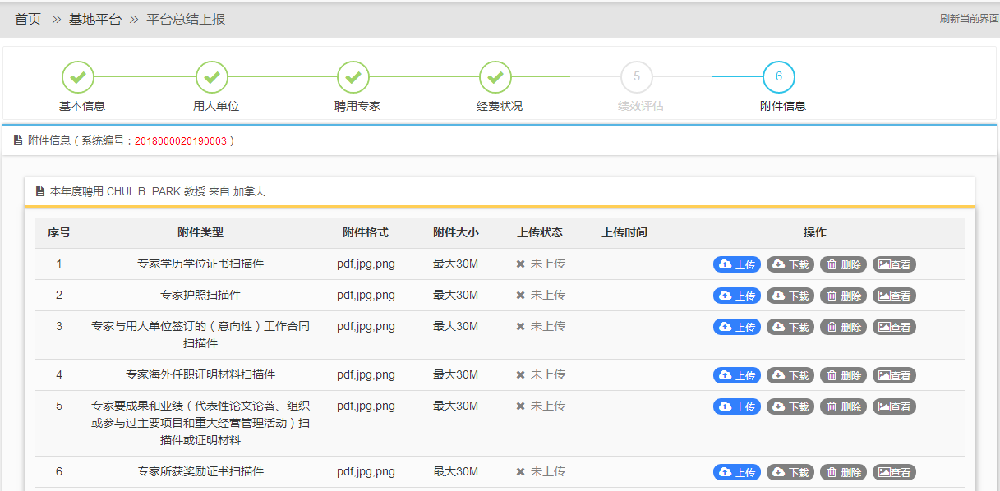 首页 » 基地平台 » 平台总结上报
刷新当前界面
5 6
基本信息 用人单位 聘用专家 经费状况 绩效评估 附件信息
附件信息（系统编号：2018000020190003）
本年度聘用 CHUL B. PARK 教授 来自 加拿大
序号 附件类型 附件格式 附件大小 上传状态 上传时间 操作
1 专家学历学位证书扫描件 pdf,jpg,png 最大30M 未上传 上传 下载 删除 查看
2 专家护照扫描件 pdf,jpg,png 最大30M 未上传 上传 下载 删除 查看
3 专家与用人单位签订的（意向性）工作合同 pdf,jpg,png 最大30M 未上传 上传 下载 删除 查看
扫描件
4 专家海外任职证明材料扫描件 pdf,jpg,png 最大30M 未上传 上传 下载 删除 查看
5 专家要成果和业绩（代表性论文论著、组织 pdf,jpg,png 最大30M 未上传 上传 下载 删除 查看
或参与过主要项目和重大经营管理活动）扫
描件或证明材料
6 专家所获奖励证书扫描件 pdf,jpg,png 最大30M 未上传 上传 下载 删除 查看